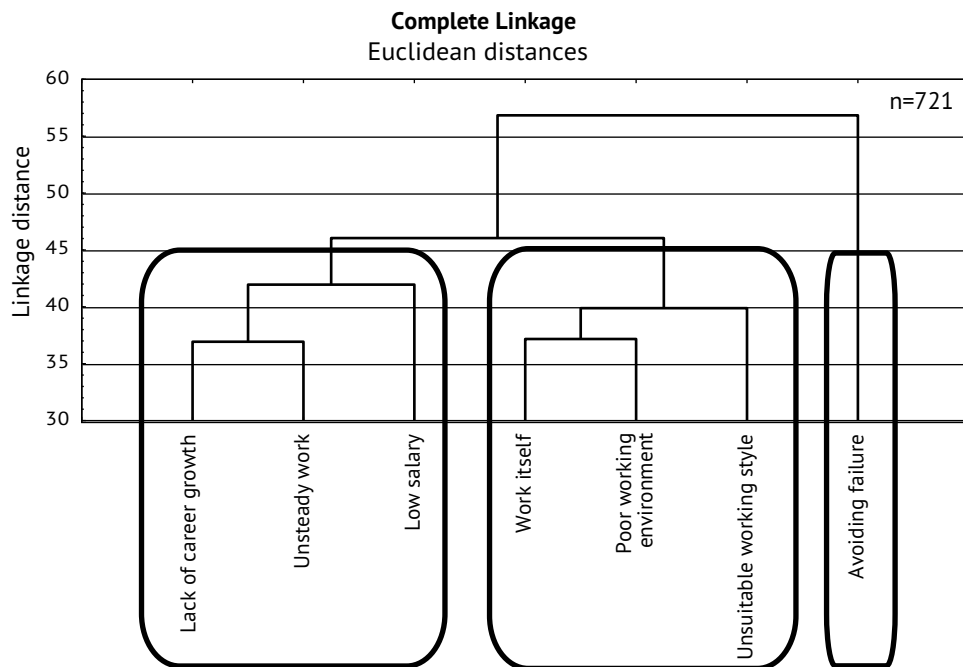 Complete Linkage
Euclidean distances
n=721
Linkage distance
60
55
50
45
40
35
30
Lack of career growth
Unsteady work
Low salary
Work itself
Poor working
environment
Unsuitable working style
Avoiding failure